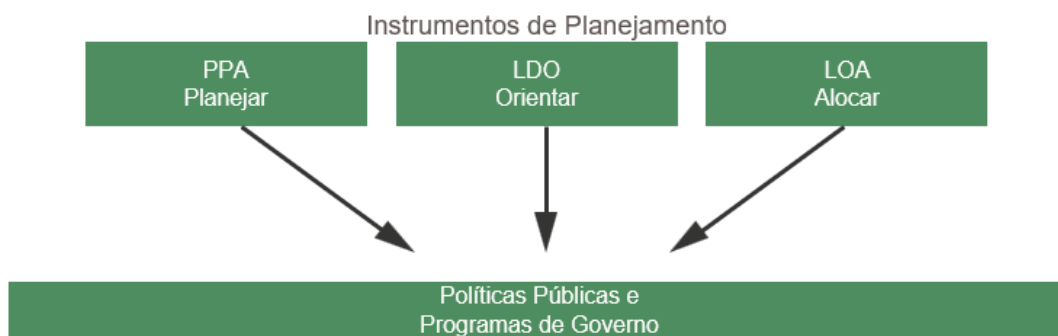 Instrumentos de Planejamento
PPA
Planejar
LDO
Orientar
LOA
Alocar
Políticas Públicas e
Programas de Governo